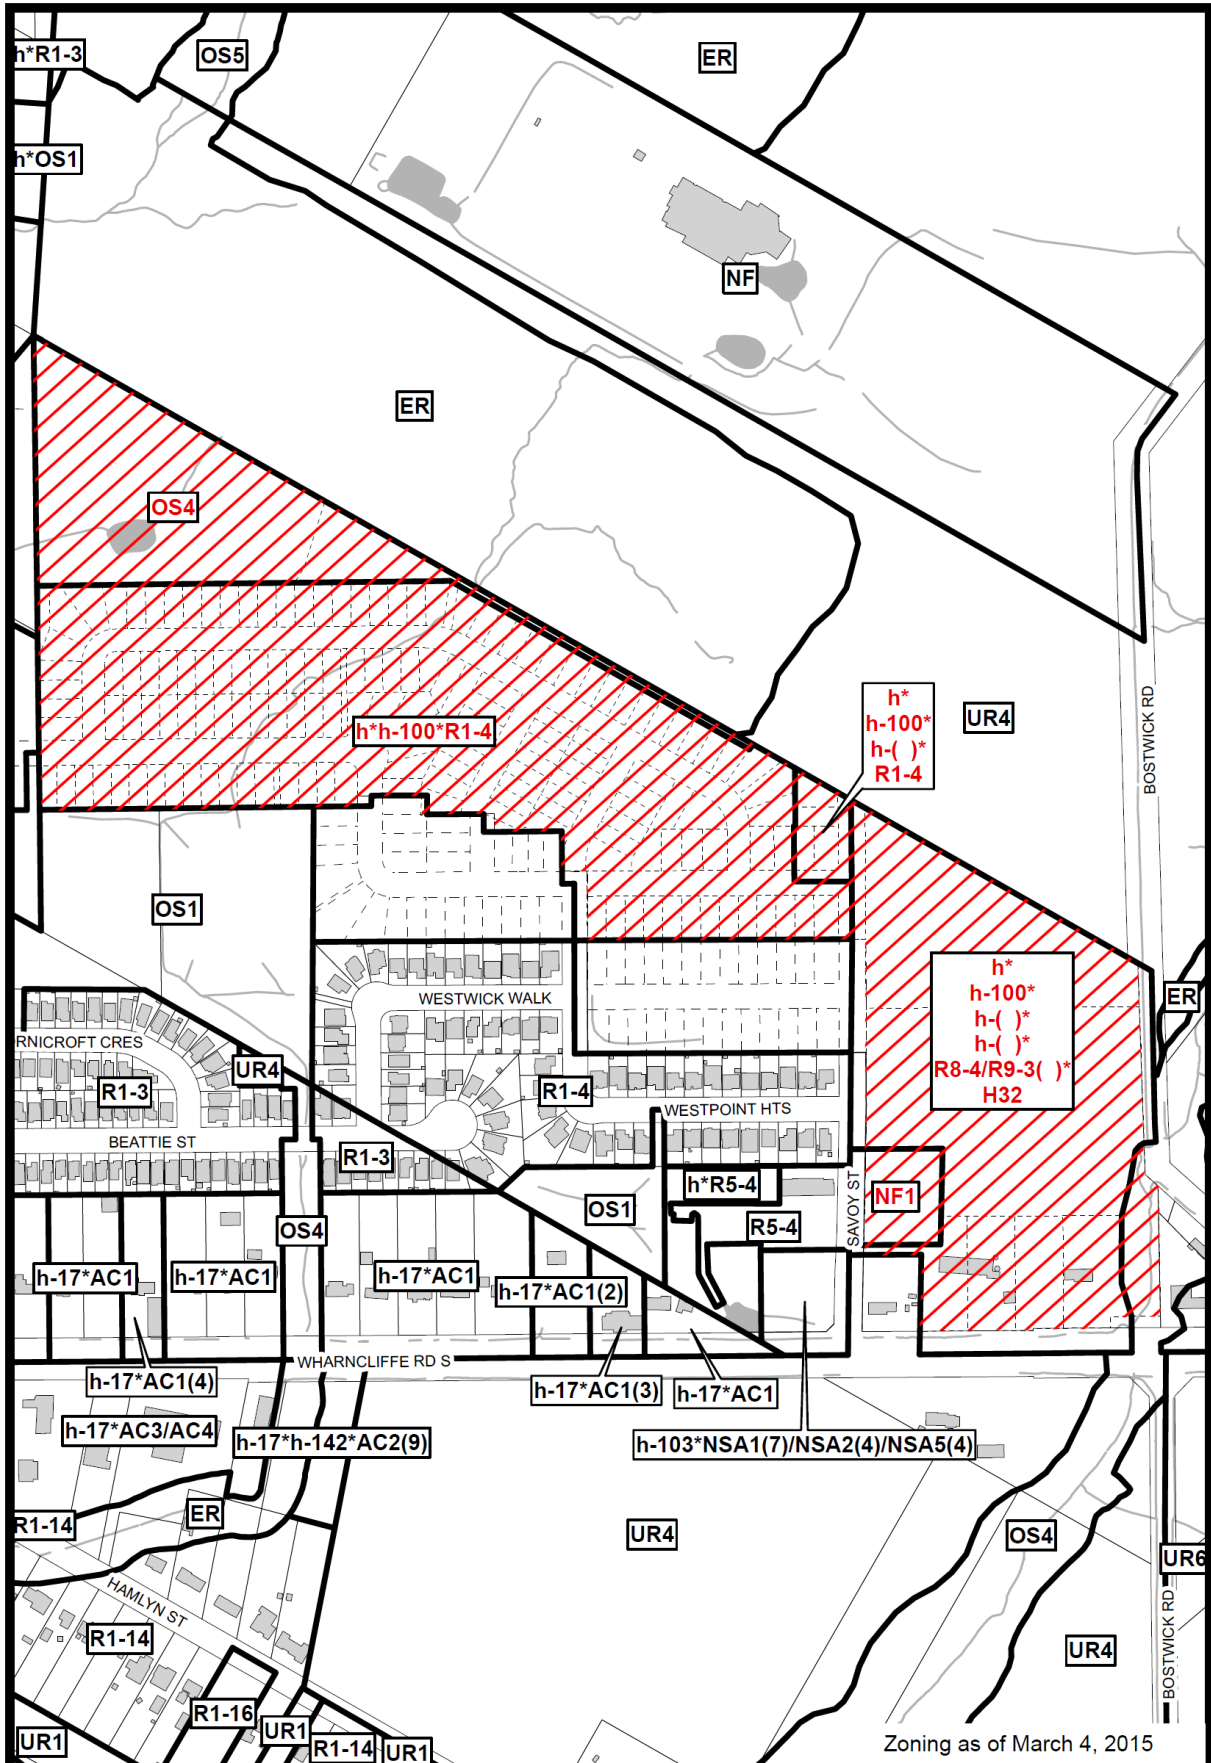 h*R1-3
OS5
ER
h*OS1
NF
ER
OS4
h*
h-100*
h-( )*
R1-4
UR4
BOSTWICK RD
h*h-100*R1-4
OS1
h*
h-100*
h-( )*
h-( )*
R8-4/R9-3( )*
H32
ER
WESTWICK WALK
RNICROFT CRES
UR4
R1-3
R1-4
WESTPOINT HTS
BEATTIE ST
R1-3
h*R5-4
NF1
SAVOY ST
OS4
OS1
R5-4
h-17*AC1
h-17*AC1
h-17*AC1
h-17*AC1(2)
WHARNCLIFFE RD S
h-17*AC1(4)
h-17*AC1(3)
h-17*AC1
h-17*AC3/AC4
h-17*h-142*AC2(9)
h-103*NSA1(7)/NSA2(4)/NSA5(4)
ER
R1-14
UR4
OS4
UR6
HAMLYN ST
R1-14
UR4
BOSTWICK RD
R1-16
UR1
UR1
R1-14
UR1
Zoning as of March 4, 2015